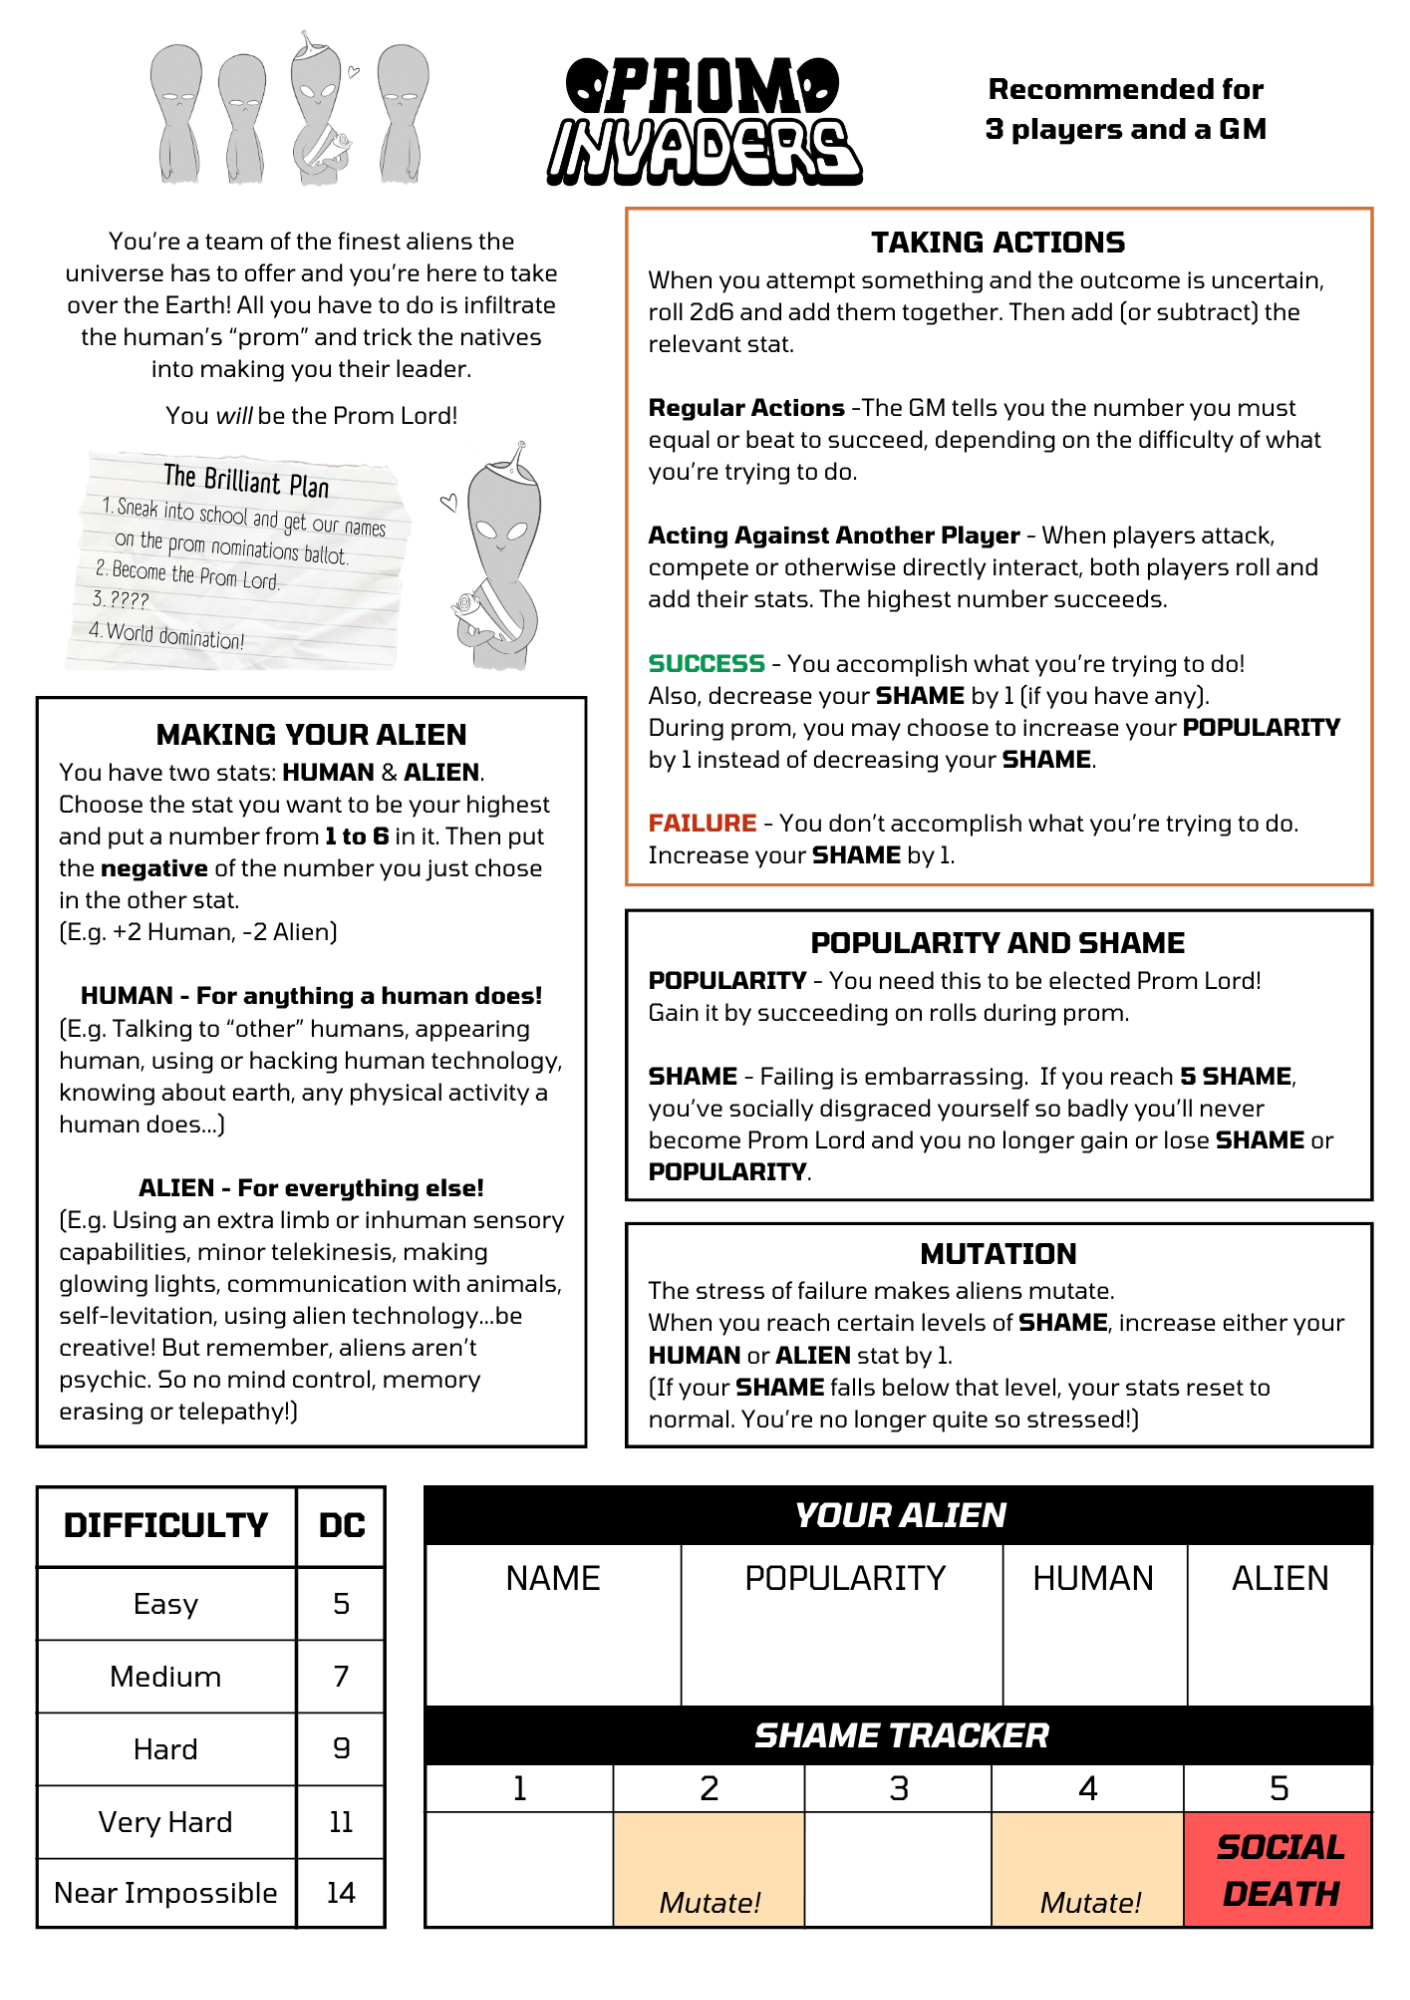 PROM
INVADERS
Recommended for
3 players and a GM
You're a team of the finest aliens the
universe has to offer and you're here to take
over the Earth! All you have to do is infiltrate
the human's “prom” and trick the natives
into making you their leader.
You will be the Prom Lord!
The Brilliant Plan
1. Sneak into school and get our names
on the prom nominations ballot.
2. Become the Prom Lord.
3. ????
4. World domination!
MAKING YOUR ALIEN
You have two stats: HUMAN & ALIEN.
Choose the stat you want to be your highest
and put a number from 1 to 6 in it. Then put
the negative of the number you just chose
in the other stat.
(E.g. +2 Human, -2 Alien)
HUMAN - For anything a human does!
(E.g. Talking to “other” humans, appearing
human, using or hacking human technology,
knowing about earth, any physical activity a
human does...)
ALIEN - For everything else!
(E.g. Using an extra limb or inhuman sensory
capabilities, minor telekinesis, making
glowing lights, communication with animals,
self-levitation, using alien technology...be
creative! But remember, aliens aren't
psychic. So no mind control, memory
erasing or telepathy!)
TAKING ACTIONS
When you attempt something and the outcome is uncertain,
roll 2d6 and add them together. Then add (or subtract) the
relevant stat.
Regular Actions -The GM tells you the number you must
equal or beat to succeed, depending on the difficulty of what
you're trying to do.
Acting Against Another Player - When players attack,
compete or otherwise directly interact, both players roll and
add their stats. The highest number succeeds.
SUCCESS - You accomplish what you're trying to do!
Also, decrease your SHAME by 1 (if you have any).
During prom, you may choose to increase your POPULARITY
by 1 instead of decreasing your SHAME.
FAILURE - You don't accomplish what you're trying to do.
Increase your SHAME by 1.
POPULARITY AND SHAME
POPULARITY - You need this to be elected Prom Lord!
Gain it by succeeding on rolls during prom.
SHAME - Failing is embarrassing. If you reach 5 SHAME,
you've socially disgraced yourself so badly you'll never
become Prom Lord and you no longer gain or lose SHAME or
POPULARITY.
MUTATION
The stress of failure makes aliens mutate.
When you reach certain levels of SHAME, increase either your
HUMAN or ALIEN stat by 1.
(If your SHAME falls below that level, your stats reset to
normal. You're no longer quite so stressed!)
DIFFICULTY DC
Easy 5
Medium 7
Hard 9
Very Hard 11
Near Impossible 14
YOUR ALIEN
NAME POPULARITY HUMAN ALIEN
SHAME TRACKER
1 2 3 4 5
Mutate! Mutate! SOCIAL
DEATH